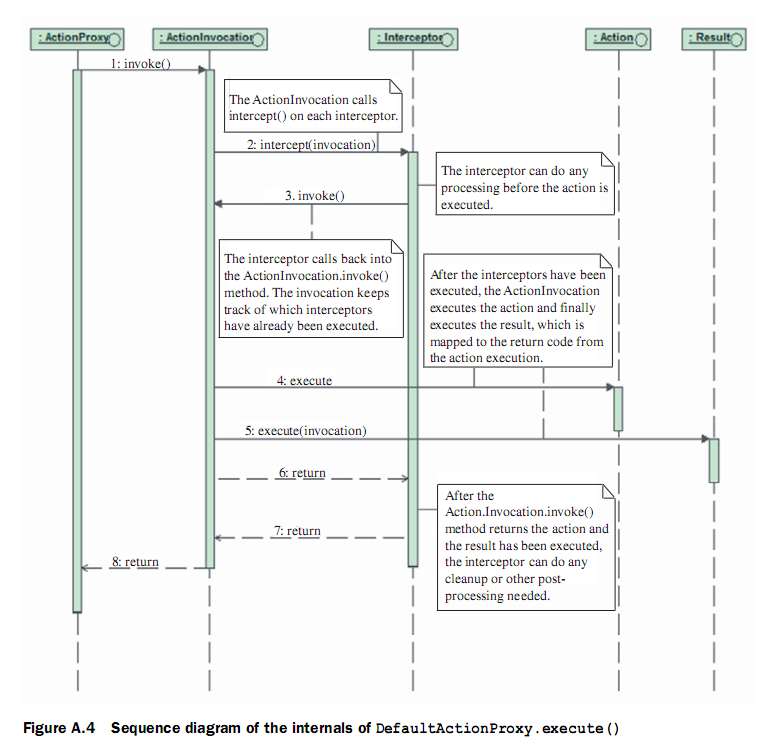 : ActionProxy
: ActionInvocation
: Interceptor
: Action
: Result
1: invoke()
The ActionInvocation calls
intercept() on each interceptor.
2: intercept(invocation)
The interceptor can do any
processing before the action is
executed.
3. invoke()
The interceptor calls back into
the ActionInvocation.invoke()
method. The invocation keeps
track of which interceptors
have already been executed.
After the interceptors have been
executed, the ActionInvocation
executes the action and finally
executes the result, which is
mapped to the return code from
the action execution.
4: execute
5: execute(invocation)
6: return
After the
Action.Invocation.invoke()
method returns the action and
the result has been executed,
the interceptor can do any
cleanup or other post-
processing needed.
7: return
8: return
Figure A.4 Sequence diagram of the internals of DefaultActionProxy.execute()